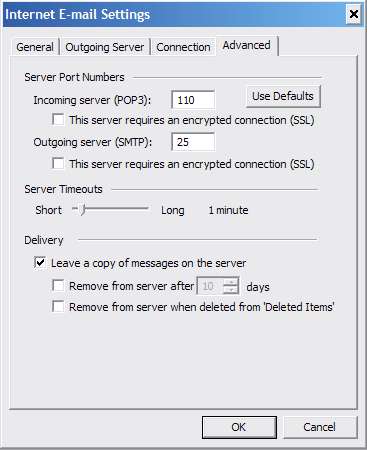 Internet E-mail Settings
General Outgoing Server Connection Advanced
Server Port Numbers
Incoming server (POP3): 110 Use Defaults
This server requires an encrypted connection (SSL)
Outgoing server (SMTP): 25
This server requires an encrypted connection (SSL)
Server Timeouts
Short Long 1 minute
Delivery
Leave a copy of messages on the server
Remove from server after 10 days
Remove from server when deleted from 'Deleted Items'
OK Cancel